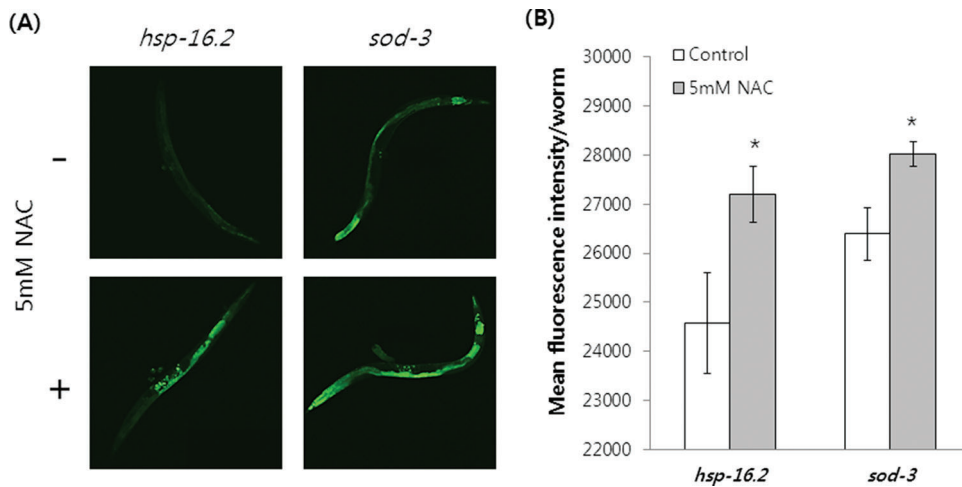 (A)
hsp-16.2 sod-3
5mM NAC
-
+
(B)
Mean fluorescence intensity/worm
30000
29000
28000
27000
26000
25000
24000
23000
22000
Control
5mM NAC
*
*
hsp-16.2 sod-3